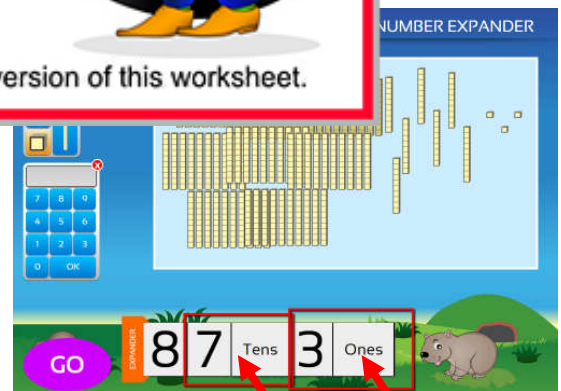 version of this worksheet.
NUMBER EXPANDER
7 8 9
4 5 6
1 2 3
0 OK
GO
EXPANDER
8 7 Tens 3 Ones